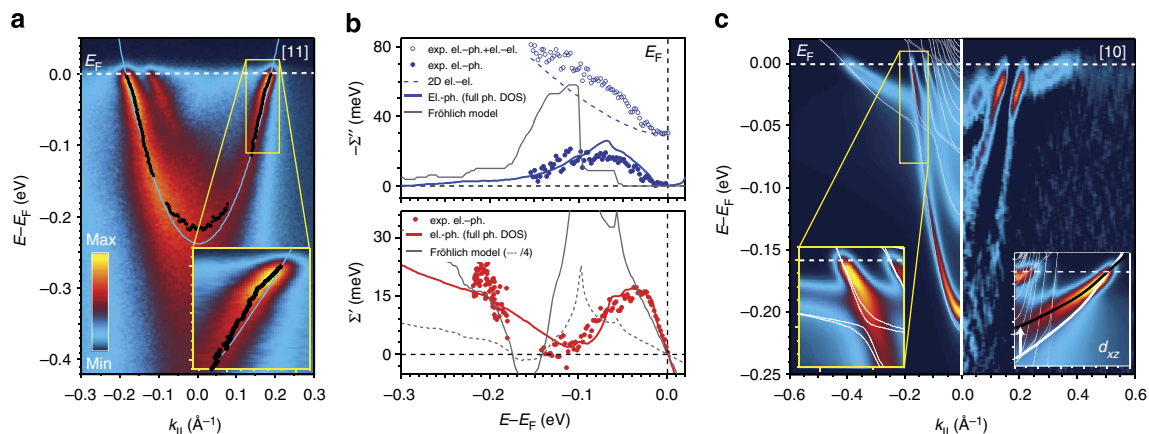 a
[11]
E_F
0.0
−0.1
−0.2
−0.3
−0.4
E−E_F (eV)
Max
Min
−0.3 −0.2 −0.1 0.0 0.1 0.2 0.3
k_|| (Å⁻¹)
b
80
60
40
20
0
−Σ′′ (meV)
exp. el.–ph.+el.–el.
exp. el.–ph.
2D el.–el.
El.-ph. (full ph. DOS)
Fröhlich model
E_F
30
15
0
Σ′ (meV)
exp. el.–ph.
el.-ph. (full ph. DOS)
Fröhlich model (--- /4)
−0.3 −0.2 −0.1 0.0
E−E_F (eV)
c
E_F
[10]
0.00
−0.05
−0.10
−0.15
−0.20
−0.25
E−E_F (eV)
d_xz
−0.6 −0.4 −0.2 0.0 0.2 0.4 0.6
k_|| (Å⁻¹)